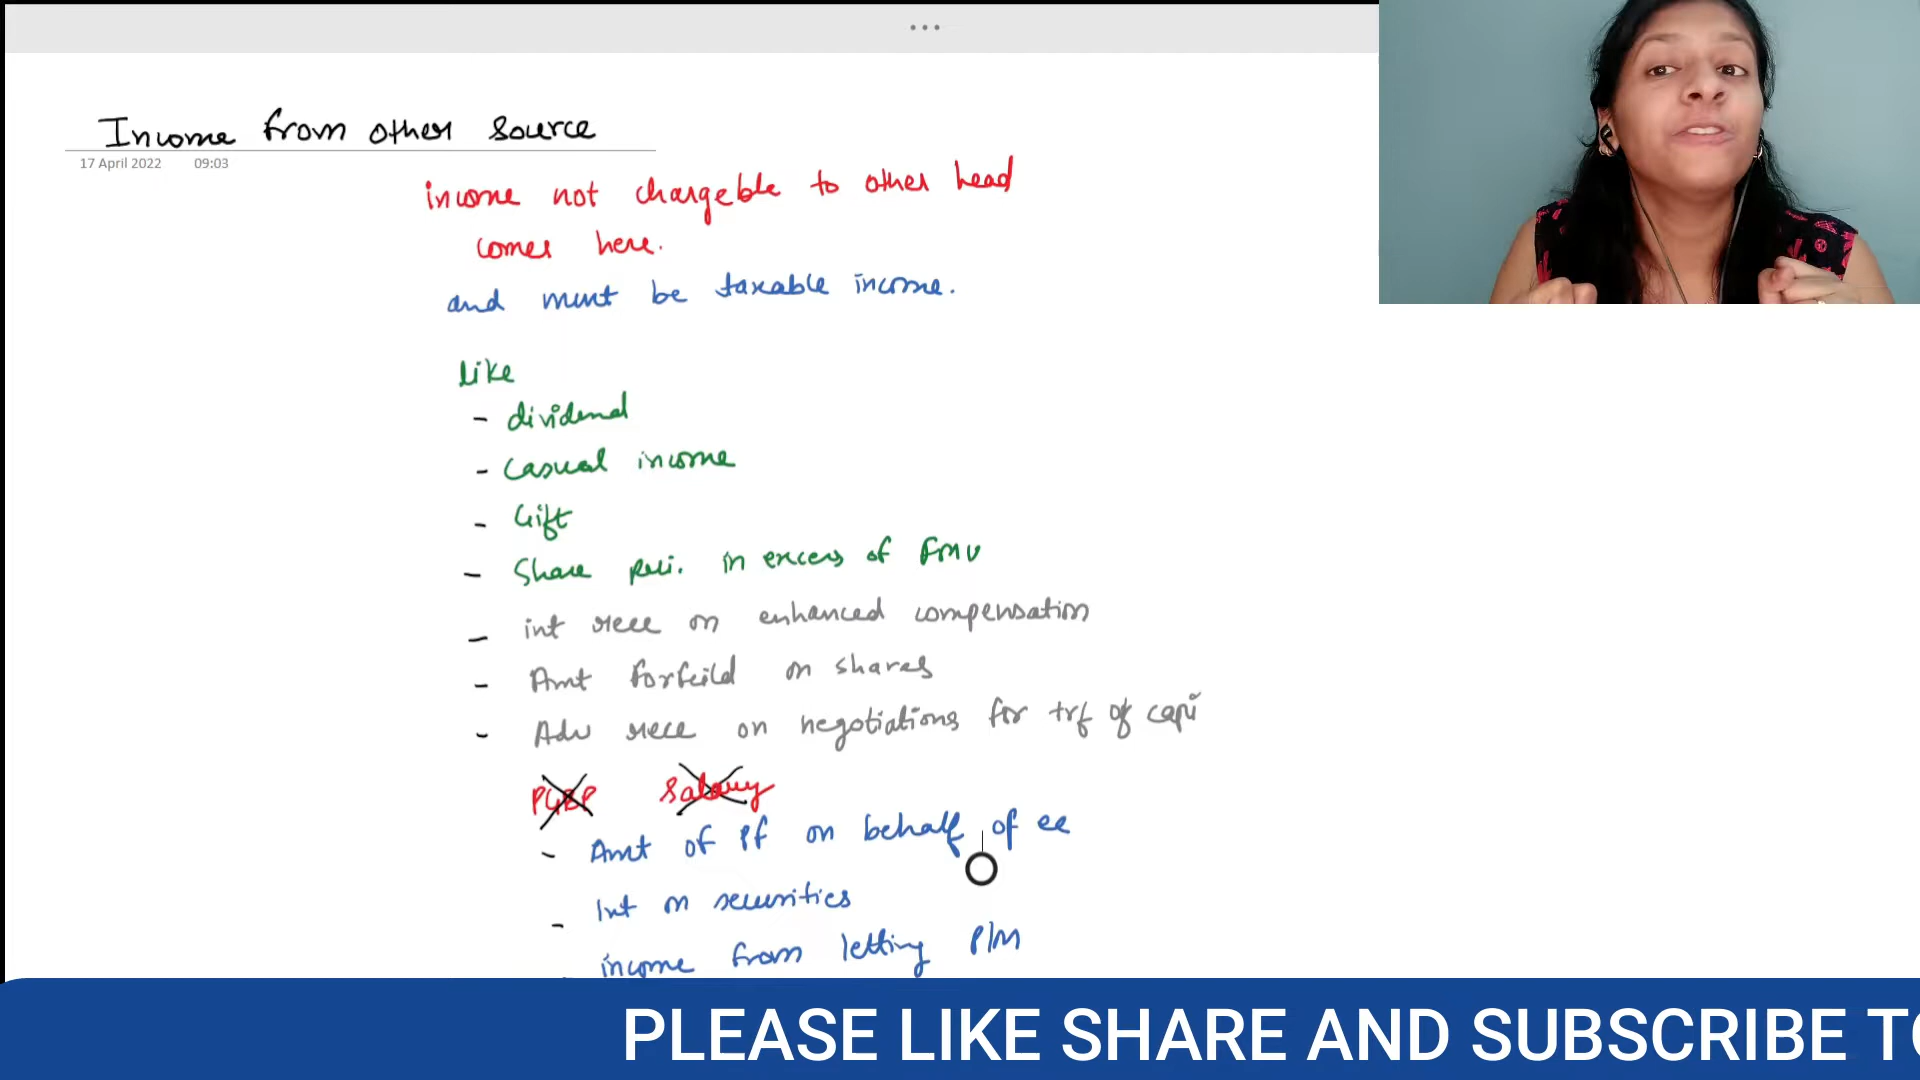 Income from other source
17 April 2022 09:03
income not chargeble to other head
comes here.
and must be taxable income.
like
- dividend
- Casual income
- Gift
- Share in excess of FMV
- int rece on enhanced compensation
- Amt forfeild on shares
- Adv rece on negotiations for trf of capi
PGBP Salary
- Amt of Pf on behalf of ee
- Int on securities
income from letting P/M
PLEASE LIKE SHARE AND SUBSCRIBE TO